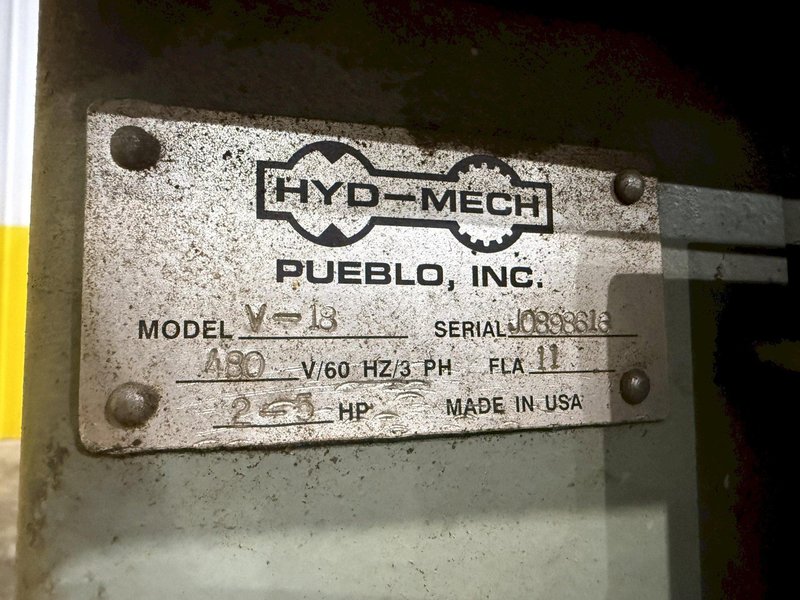 HYD-MECH
PUEBLO, INC.
MODEL V-18 SERIAL J0898618
480 V/60 HZ/3 PH FLA 11
2-5 HP MADE IN USA